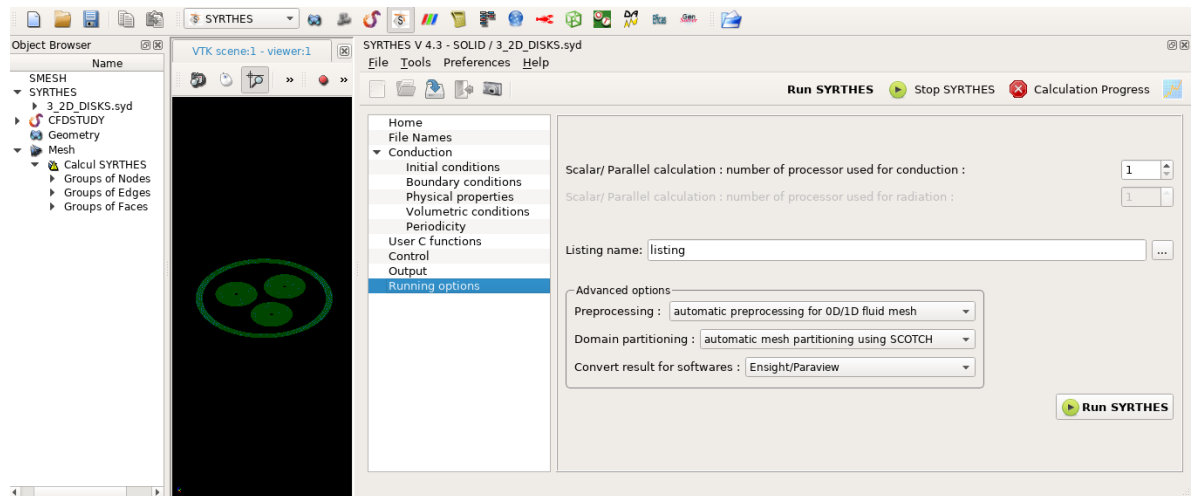 SYRTHES
Object Browser
Name
SMESH
SYRTHES
3_2D_DISKS.syd
CFDSTUDY
Geometry
Mesh
Calcul SYRTHES
Groups of Nodes
Groups of Edges
Groups of Faces
VTK scene:1 - viewer:1
»
»
SYRTHES V 4.3 - SOLID / 3_2D_DISKS.syd
File Tools Preferences Help
Run SYRTHES Stop SYRTHES Calculation Progress
Home
File Names
Conduction
Initial conditions
Boundary conditions
Physical properties
Volumetric conditions
Periodicity
User C functions
Control
Output
Running options
Scalar/ Parallel calculation : number of processor used for conduction : 1
Scalar/ Parallel calculation : number of processor used for radiation : 1
Listing name: listing ...
Advanced options
Preprocessing : automatic preprocessing for 0D/1D fluid mesh
Domain partitioning : automatic mesh partitioning using SCOTCH
Convert result for softwares : Ensight/Paraview
Run SYRTHES